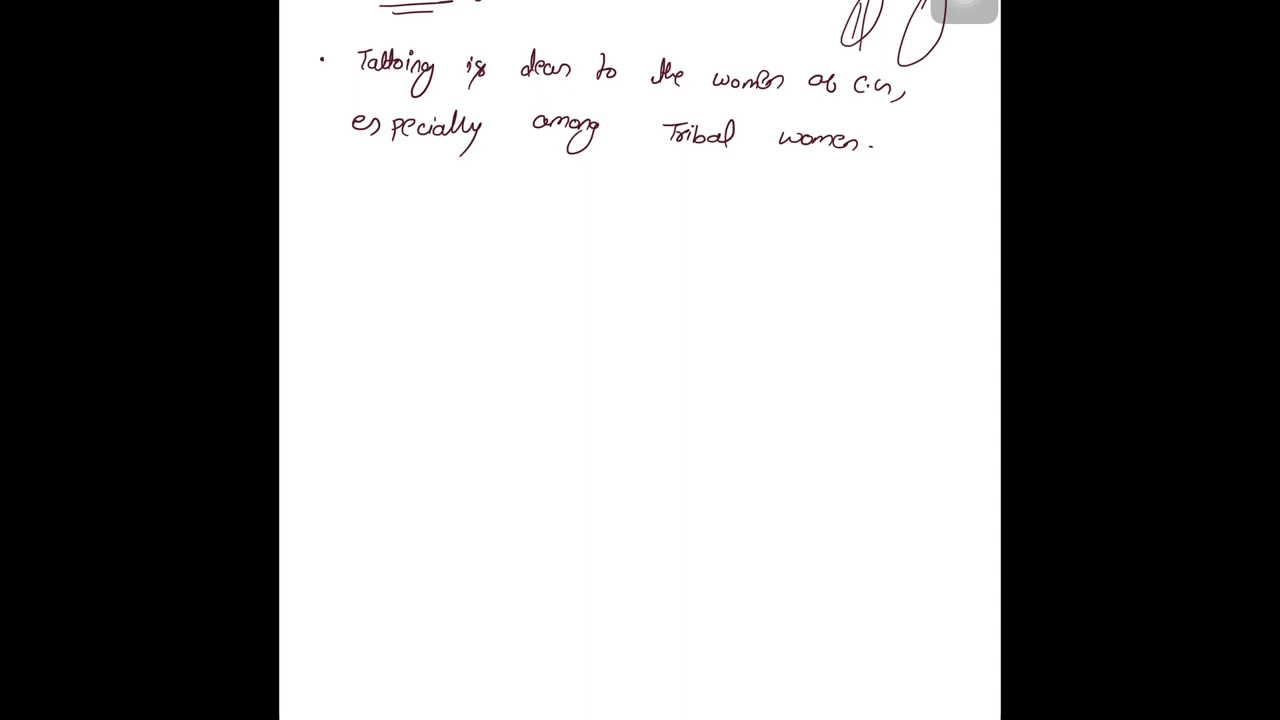 • Tattoing is dear to the women of C.G,
especially among Tribal women.